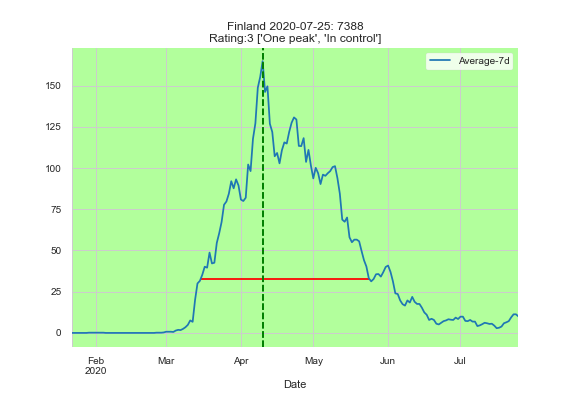 Finland 2020-07-25: 7388
Rating:3 ['One peak', 'In control']
Average-7d
150
125
100
75
50
25
0
Feb Mar Apr May Jun Jul
2020
Date